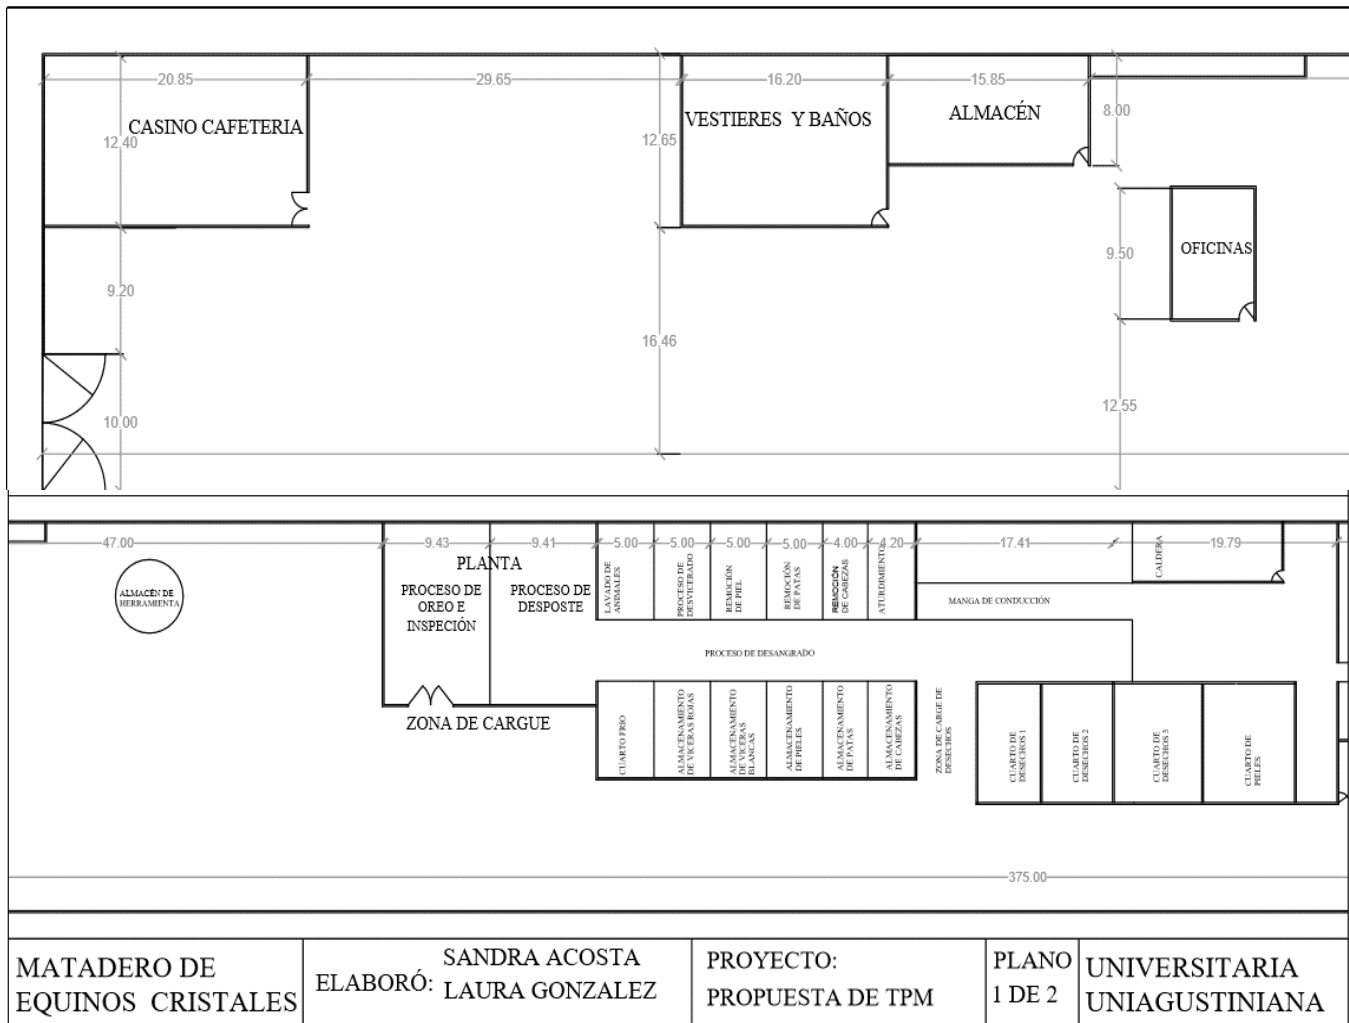 20.85
29.65
16.20
15.85
CASINO CAFETERIA
12.40
12.65
VESTIERES Y BAÑOS
ALMACÉN
8.00
OFICINAS
9.50
9.20
16.46
10.00
12.55
47.00
9.43
9.41
5.00
5.00
5.00
5.00
4.00
4.20
17.41
19.79
PLANTA
ALMACÉN DE
HERRAMIENTA
PROCESO DE
OREO E
INSPECIÓN
PROCESO DE
DESPOSTE
LAVADO DE
ANIMALES
PROCESO DE
DESVICERADO
REMOCIÓN
DE PIEL
REMOCIÓN
DE PATAS
REMOCIÓN
DE CABEZAS
ATURDIMIENTO
CALDERA
MANGA DE CONDUCCIÓN
PROCESO DE DESANGRADO
ZONA DE CARGUE
CUARTO FRIO
ALMACENAMIENTO
DE VICERAS ROJAS
ALMACENAMIENTO
DE VICERAS
BLANCAS
ALMACENAMIENTO
DE PIELES
ALMACENAMIENTO
DE PATAS
ALMACENAMIENTO
DE CABEZAS
ZONA DE CARGE DE
DESECHOS
CUARTO DE
DESECHOS 1
CUARTO DE
DESECHOS 2
CUARTO DE
DESECHOS 3
CUARTO DE
PIELES
375.00
MATADERO DE
EQUINOS CRISTALES
ELABORÓ:
SANDRA ACOSTA
LAURA GONZALEZ
PROYECTO:
PROPUESTA DE TPM
PLANO
1 DE 2
UNIVERSITARIA
UNIAGUSTINIANA